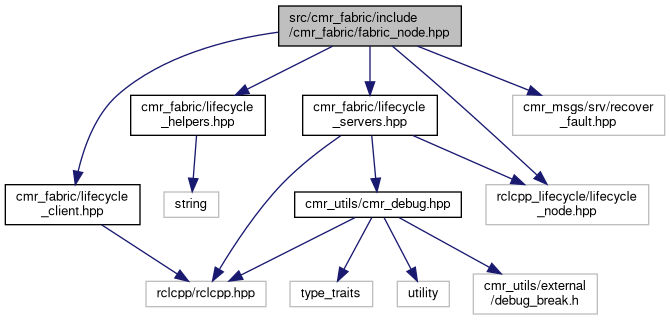 src/cmr_fabric/include
/cmr_fabric/fabric_node.hpp
cmr_fabric/lifecycle
_helpers.hpp
cmr_fabric/lifecycle
_servers.hpp
cmr_msgs/srv/recover
_fault.hpp
cmr_fabric/lifecycle
_client.hpp
string
cmr_utils/cmr_debug.hpp
rclcpp_lifecycle/lifecycle
_node.hpp
rclcpp/rclcpp.hpp
type_traits
utility
cmr_utils/external
/debug_break.h